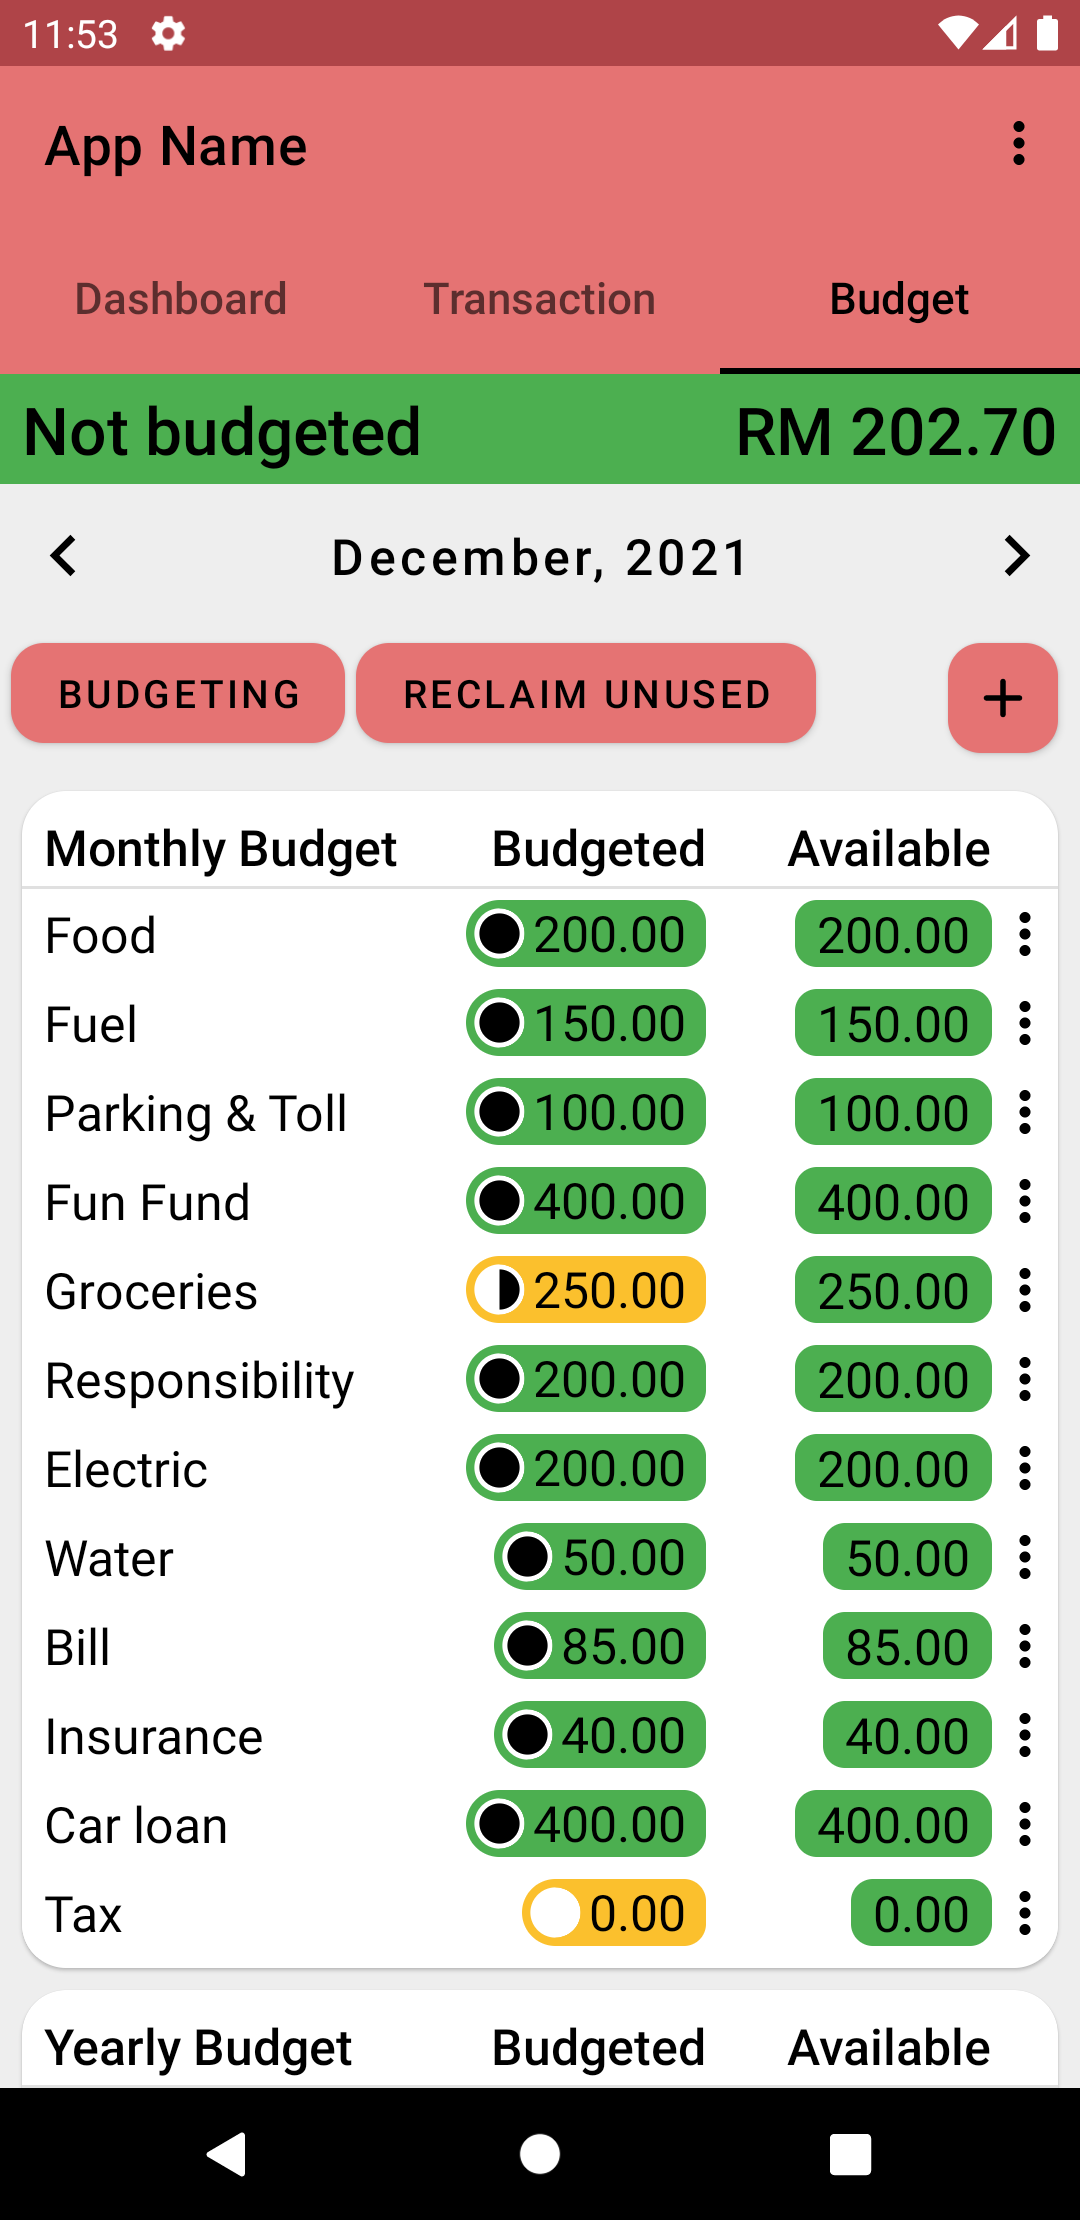 11:53
App Name
Dashboard Transaction Budget
Not budgeted RM 202.70
December, 2021
BUDGETING RECLAIM UNUSED +
Monthly Budget Budgeted Available
Food 200.00 200.00
Fuel 150.00 150.00
Parking & Toll 100.00 100.00
Fun Fund 400.00 400.00
Groceries 250.00 250.00
Responsibility 200.00 200.00
Electric 200.00 200.00
Water 50.00 50.00
Bill 85.00 85.00
Insurance 40.00 40.00
Car loan 400.00 400.00
Tax 0.00 0.00
Yearly Budget Budgeted Available